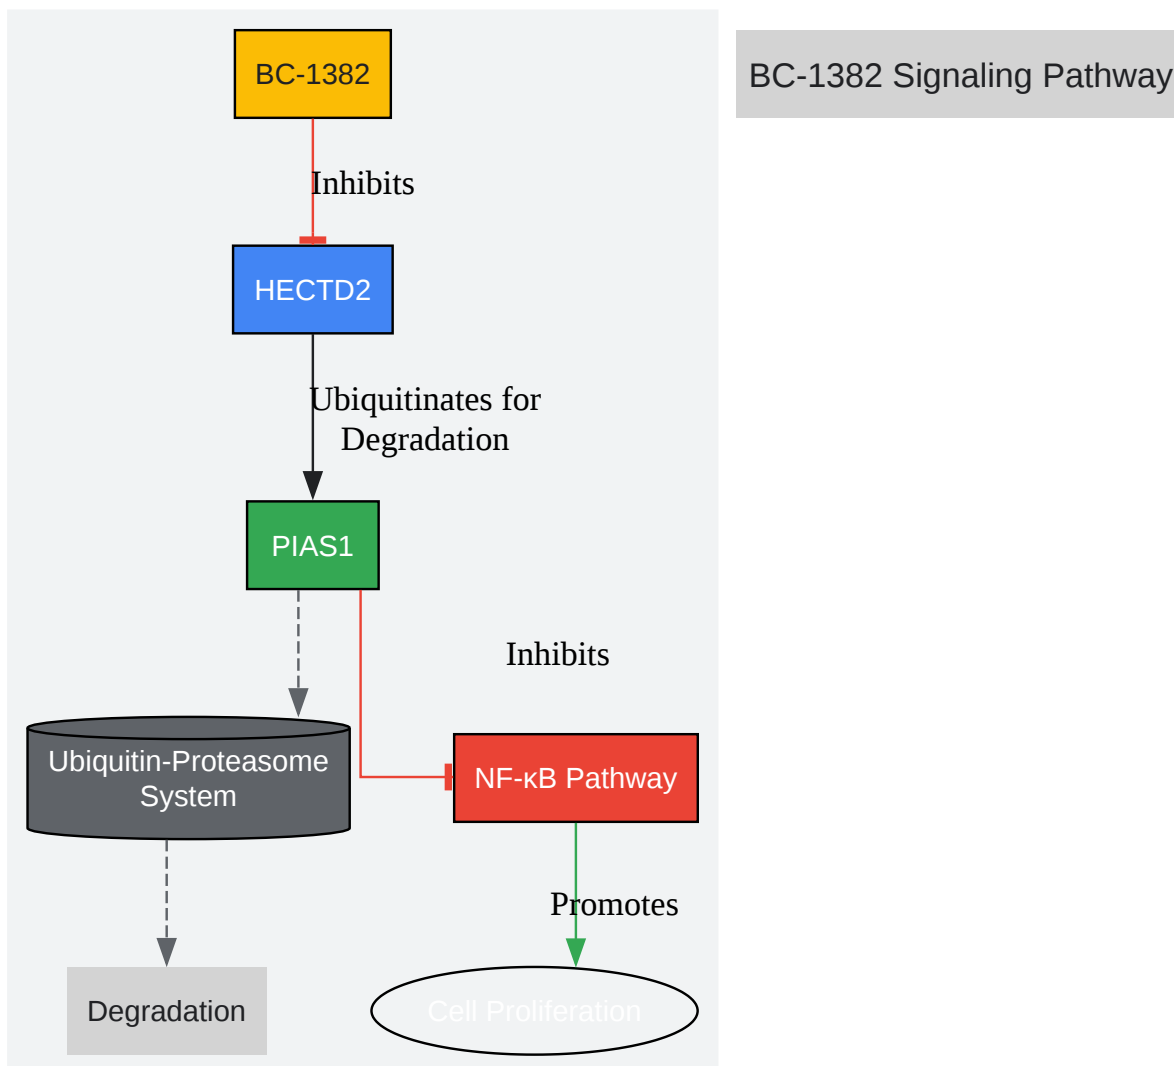 BC-1382
BC-1382 Signaling Pathway
Inhibits
HECTD2
Ubiquitinates for
Degradation
PIAS1
Inhibits
Ubiquitin-Proteasome
System
NF-κB Pathway
Promotes
Degradation
Cell Proliferation